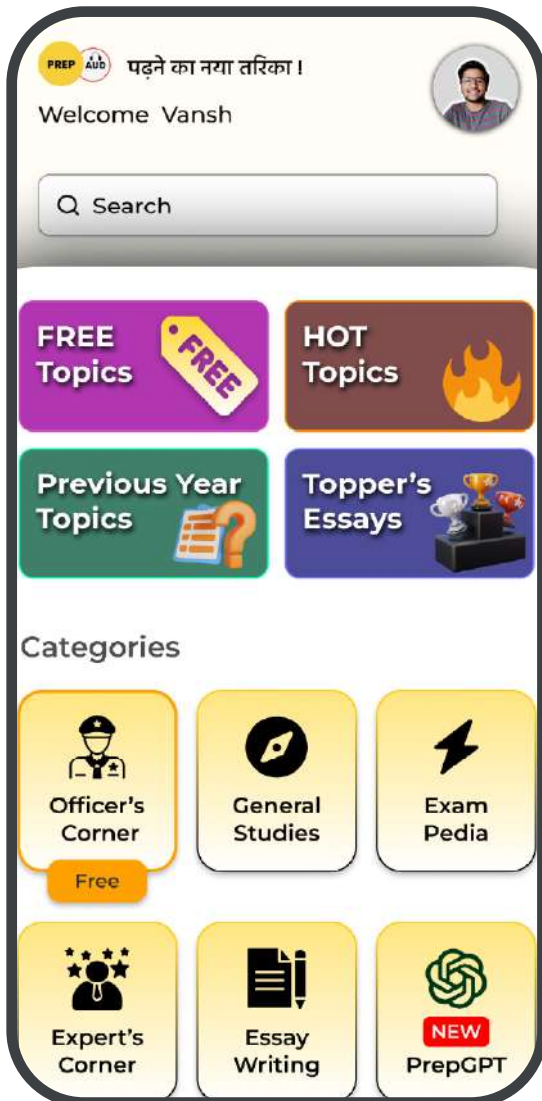 PREP AUD पढ़ने का नया तरिका !
Welcome Vansh
Search
FREE
Topics
FREE
HOT
Topics
Previous Year
Topics
Topper's
Essays
Categories
Officer's
Corner
Free
General
Studies
Exam
Pedia
Expert's
Corner
Essay
Writing
NEW
PrepGPT